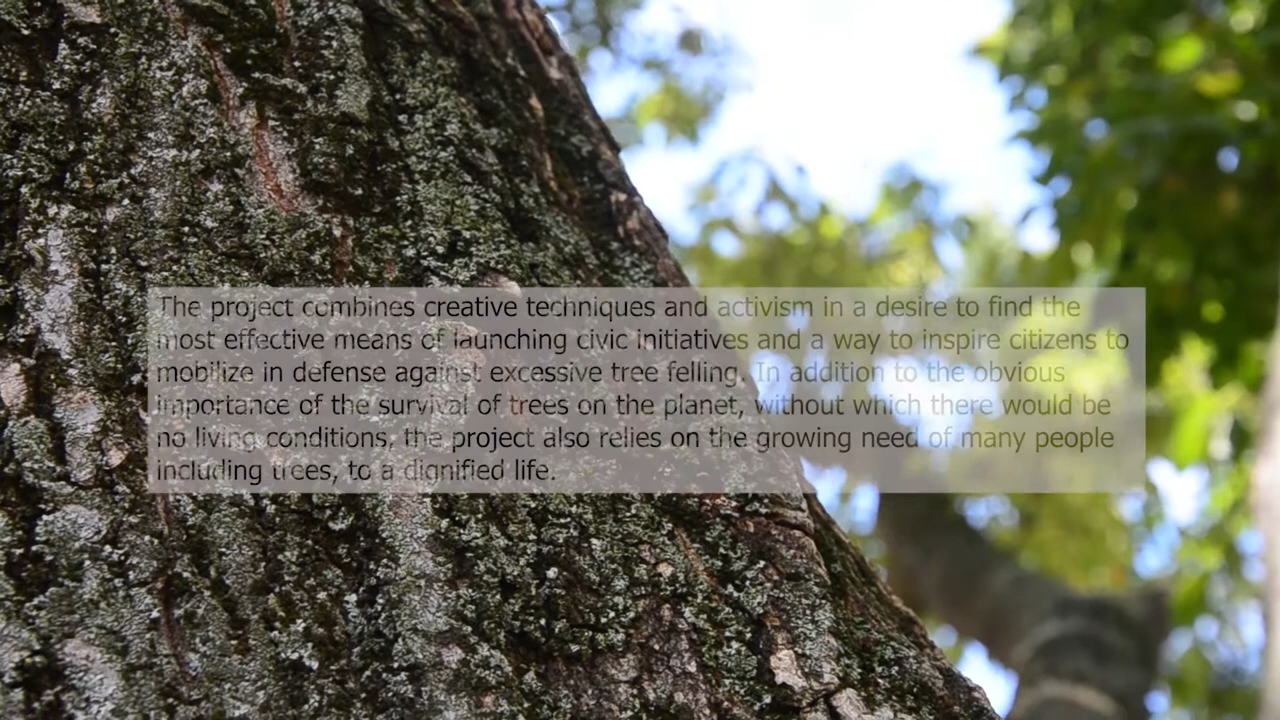 The project combines creative techniques and activism in a desire to find the
most effective means of launching civic initiatives and a way to inspire citizens to
mobilize in defense against excessive tree felling. In addition to the obvious
importance of the survival of trees on the planet, without which there would be
no living conditions, the project also relies on the growing need of many people
including trees, to a dignified life.